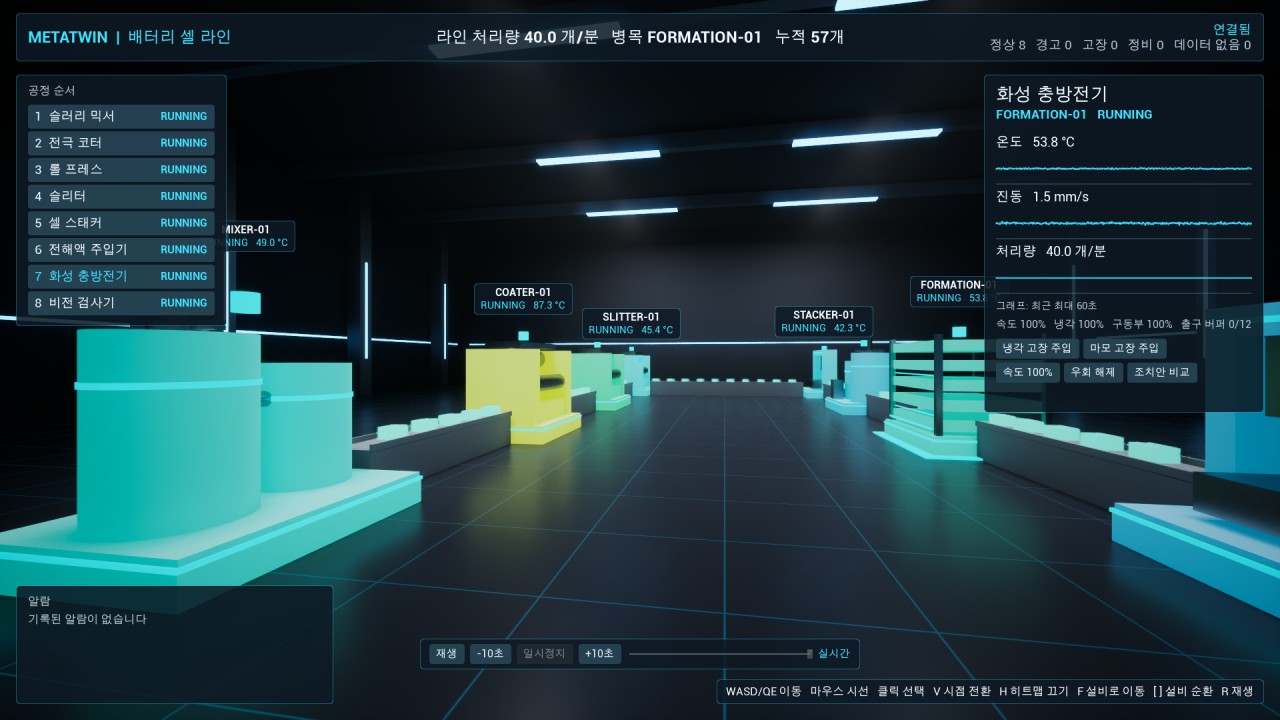 METATWIN | 배터리 셀 라인
라인 처리량 40.0 개/분 병목 FORMATION-01 누적 57개
연결됨
정상 8 경고 0 고장 0 정비 0 데이터 없음 0
공정 순서
1 슬러리 믹서 RUNNING
2 전극 코터 RUNNING
3 롤 프레스 RUNNING
4 슬리터 RUNNING
5 셀 스태커 RUNNING
6 전해액 주입기 RUNNING
7 화성 충방전기 RUNNING
8 비전 검사기 RUNNING
MIXER-01
NNING 49.0 °C
COATER-01
RUNNING 87.3 °C
SLITTER-01
RUNNING 45.4 °C
STACKER-01
RUNNING 42.3 °C
FORMATION-01
RUNNING 53.8
화성 충방전기
FORMATION-01 RUNNING
온도 53.8 °C
진동 1.5 mm/s
처리량 40.0 개/분
그래프: 최근 최대 60초
속도 100% 냉각 100% 구동부 100% 출구 버퍼 0/12
냉각 고장 주입 마모 고장 주입
속도 100% 우회 해제 조치안 비교
알람
기록된 알람이 없습니다
재생 -10초 일시정지 +10초 실시간
WASD/QE 이동 마우스 시선 클릭 선택 V 시점 전환 H 히트맵 끄기 F 설비로 이동 [ ] 설비 순환 R 재생